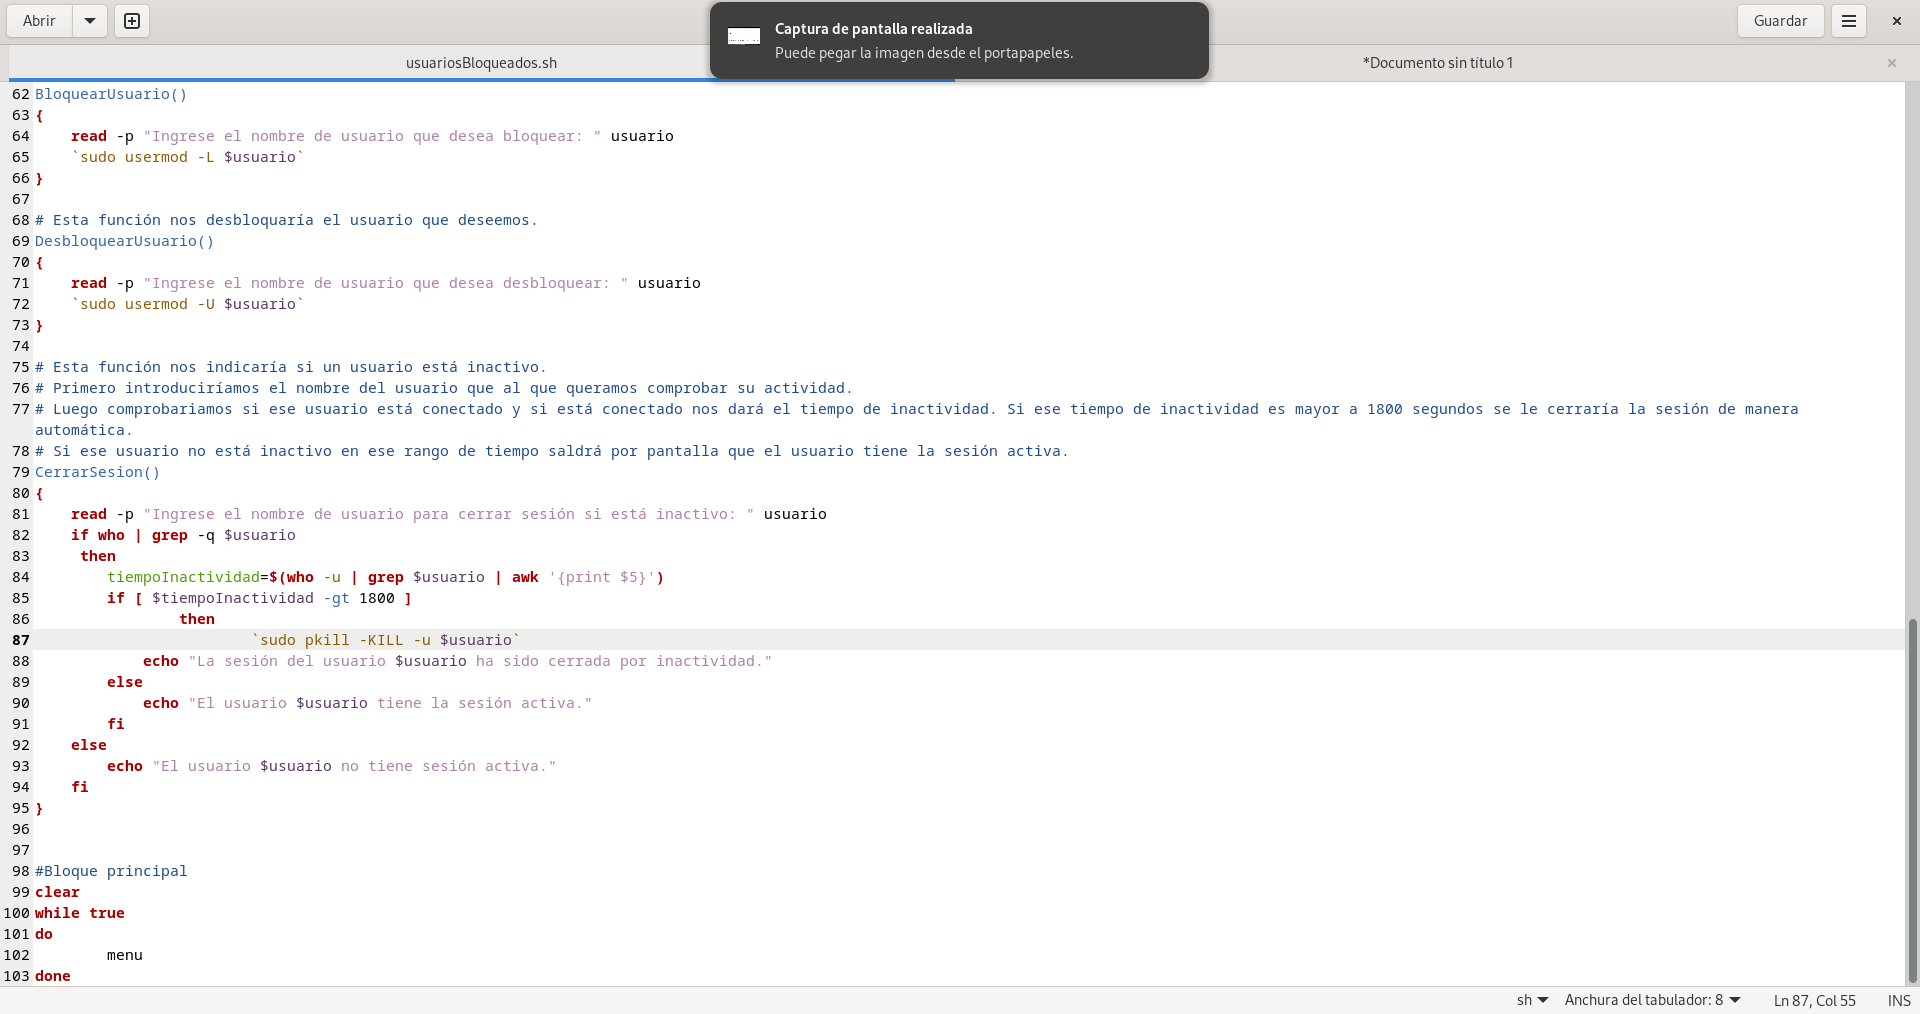 Abrir
Guardar
Captura de pantalla realizada
Puede pegar la imagen desde el portapapeles.
usuariosBloqueados.sh
*Documento sin título 1
62 BloquearUsuario()
63 {
64     read -p "Ingrese el nombre de usuario que desea bloquear: " usuario
65     `sudo usermod -L $usuario`
66 }
67
68 # Esta función nos desbloquaría el usuario que deseemos.
69 DesbloquearUsuario()
70 {
71     read -p "Ingrese el nombre de usuario que desea desbloquear: " usuario
72     `sudo usermod -U $usuario`
73 }
74
75 # Esta función nos indicaría si un usuario está inactivo.
76 # Primero introduciríamos el nombre del usuario que al que queramos comprobar su actividad.
77 # Luego comprobariamos si ese usuario está conectado y si está conectado nos dará el tiempo de inactividad. Si ese tiempo de inactividad es mayor a 1800 segundos se le cerraría la sesión de manera
automática.
78 # Si ese usuario no está inactivo en ese rango de tiempo saldrá por pantalla que el usuario tiene la sesión activa.
79 CerrarSesion()
80 {
81     read -p "Ingrese el nombre de usuario para cerrar sesión si está inactivo: " usuario
82     if who | grep -q $usuario
83      then
84         tiempoInactividad=$(who -u | grep $usuario | awk '{print $5}')
85         if [ $tiempoInactividad -gt 1800 ]
86                 then
87                         `sudo pkill -KILL -u $usuario`
88             echo "La sesión del usuario $usuario ha sido cerrada por inactividad."
89         else
90             echo "El usuario $usuario tiene la sesión activa."
91         fi
92     else
93         echo "El usuario $usuario no tiene sesión activa."
94     fi
95 }
96
97
98 #Bloque principal
99 clear
100 while true
101 do
102         menu
103 done
sh
Anchura del tabulador: 8
Ln 87, Col 55
INS